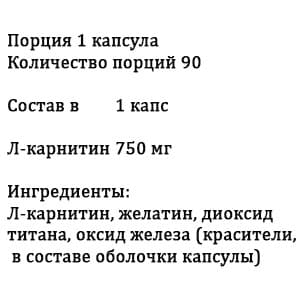 Порция 1 капсула
Количество порций 90
Состав в 1 капс
Л-карнитин 750 мг
Ингредиенты:
Л-карнитин, желатин, диоксид
титана, оксид железа (красители,
в составе оболочки капсулы)